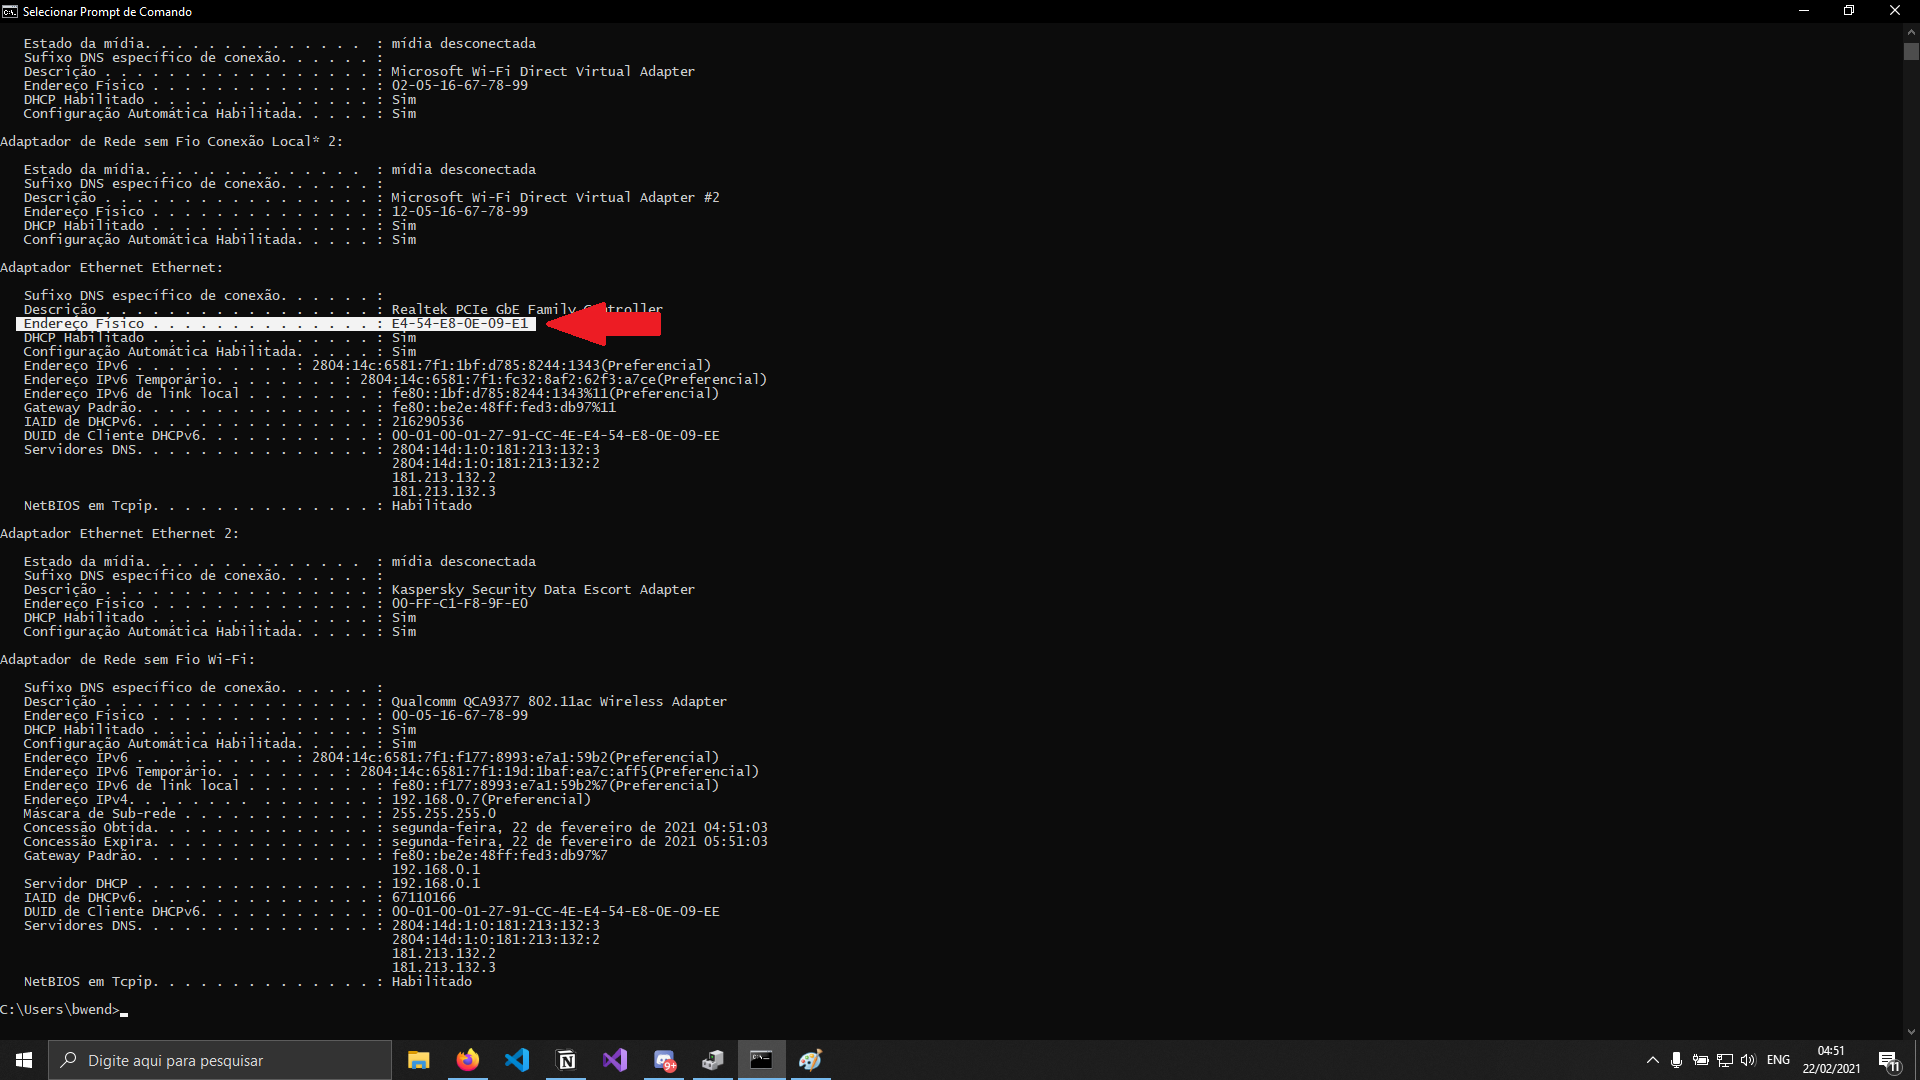 Selecionar Prompt de Comando
Estado da mídia. . . . . . . . . . . . . .  : mídia desconectada
Sufixo DNS específico de conexão. . . . . . :
Descrição . . . . . . . . . . . . . . . . . : Microsoft Wi-Fi Direct Virtual Adapter
Endereço Físico . . . . . . . . . . . . . . : 02-05-16-67-78-99
DHCP Habilitado . . . . . . . . . . . . . . : Sim
Configuração Automática Habilitada. . . . . : Sim
Adaptador de Rede sem Fio Conexão Local* 2:
Estado da mídia. . . . . . . . . . . . . .  : mídia desconectada
Sufixo DNS específico de conexão. . . . . . :
Descrição . . . . . . . . . . . . . . . . . : Microsoft Wi-Fi Direct Virtual Adapter #2
Endereço Físico . . . . . . . . . . . . . . : 12-05-16-67-78-99
DHCP Habilitado . . . . . . . . . . . . . . : Sim
Configuração Automática Habilitada. . . . . : Sim
Adaptador Ethernet Ethernet:
Sufixo DNS específico de conexão. . . . . . :
Descrição . . . . . . . . . . . . . . . . . : Realtek PCIe GbE Family Controller
Endereço Físico . . . . . . . . . . . . . . : E4-54-E8-0E-09-E1
DHCP Habilitado . . . . . . . . . . . . . . : Sim
Configuração Automática Habilitada. . . . . : Sim
Endereço IPv6 . . . . . . . . . . : 2804:14c:6581:7f1:1bf:d785:8244:1343(Preferencial)
Endereço IPv6 Temporário. . . . . . . . : 2804:14c:6581:7f1:fc32:8af2:62f3:a7ce(Preferencial)
Endereço IPv6 de link local . . . . . . . . : fe80::1bf:d785:8244:1343%11(Preferencial)
Gateway Padrão. . . . . . . . . . . . . . . : fe80::be2e:48ff:fed3:db97%11
IAID de DHCPv6. . . . . . . . . . . . . . . : 216290536
DUID de Cliente DHCPv6. . . . . . . . . . . : 00-01-00-01-27-91-CC-4E-E4-54-E8-0E-09-EE
Servidores DNS. . . . . . . . . . . . . . . : 2804:14d:1:0:181:213:132:3
2804:14d:1:0:181:213:132:2
181.213.132.2
181.213.132.3
NetBIOS em Tcpip. . . . . . . . . . . . . . : Habilitado
Adaptador Ethernet Ethernet 2:
Estado da mídia. . . . . . . . . . . . . .  : mídia desconectada
Sufixo DNS específico de conexão. . . . . . :
Descrição . . . . . . . . . . . . . . . . . : Kaspersky Security Data Escort Adapter
Endereço Físico . . . . . . . . . . . . . . : 00-FF-C1-F8-9F-E0
DHCP Habilitado . . . . . . . . . . . . . . : Sim
Configuração Automática Habilitada. . . . . : Sim
Adaptador de Rede sem Fio Wi-Fi:
Sufixo DNS específico de conexão. . . . . . :
Descrição . . . . . . . . . . . . . . . . . : Qualcomm QCA9377 802.11ac Wireless Adapter
Endereço Físico . . . . . . . . . . . . . . : 00-05-16-67-78-99
DHCP Habilitado . . . . . . . . . . . . . . : Sim
Configuração Automática Habilitada. . . . . : Sim
Endereço IPv6 . . . . . . . . . . : 2804:14c:6581:7f1:f177:8993:e7a1:59b2(Preferencial)
Endereço IPv6 Temporário. . . . . . . . : 2804:14c:6581:7f1:19d:1baf:ea7c:aff5(Preferencial)
Endereço IPv6 de link local . . . . . . . . : fe80::f177:8993:e7a1:59b2%7(Preferencial)
Endereço IPv4. . . . . . . .  . . . . . . . : 192.168.0.7(Preferencial)
Máscara de Sub-rede . . . . . . . . . . . . : 255.255.255.0
Concessão Obtida. . . . . . . . . . . . . . : segunda-feira, 22 de fevereiro de 2021 04:51:03
Concessão Expira. . . . . . . . . . . . . . : segunda-feira, 22 de fevereiro de 2021 05:51:03
Gateway Padrão. . . . . . . . . . . . . . . : fe80::be2e:48ff:fed3:db97%7
192.168.0.1
Servidor DHCP . . . . . . . . . . . . . . . : 192.168.0.1
IAID de DHCPv6. . . . . . . . . . . . . . . : 67110166
DUID de Cliente DHCPv6. . . . . . . . . . . : 00-01-00-01-27-91-CC-4E-E4-54-E8-0E-09-EE
Servidores DNS. . . . . . . . . . . . . . . : 2804:14d:1:0:181:213:132:3
2804:14d:1:0:181:213:132:2
181.213.132.2
181.213.132.3
NetBIOS em Tcpip. . . . . . . . . . . . . . : Habilitado
C:\Users\bwend>
Digite aqui para pesquisar
9+
ENG
04:51
22/02/2021
11